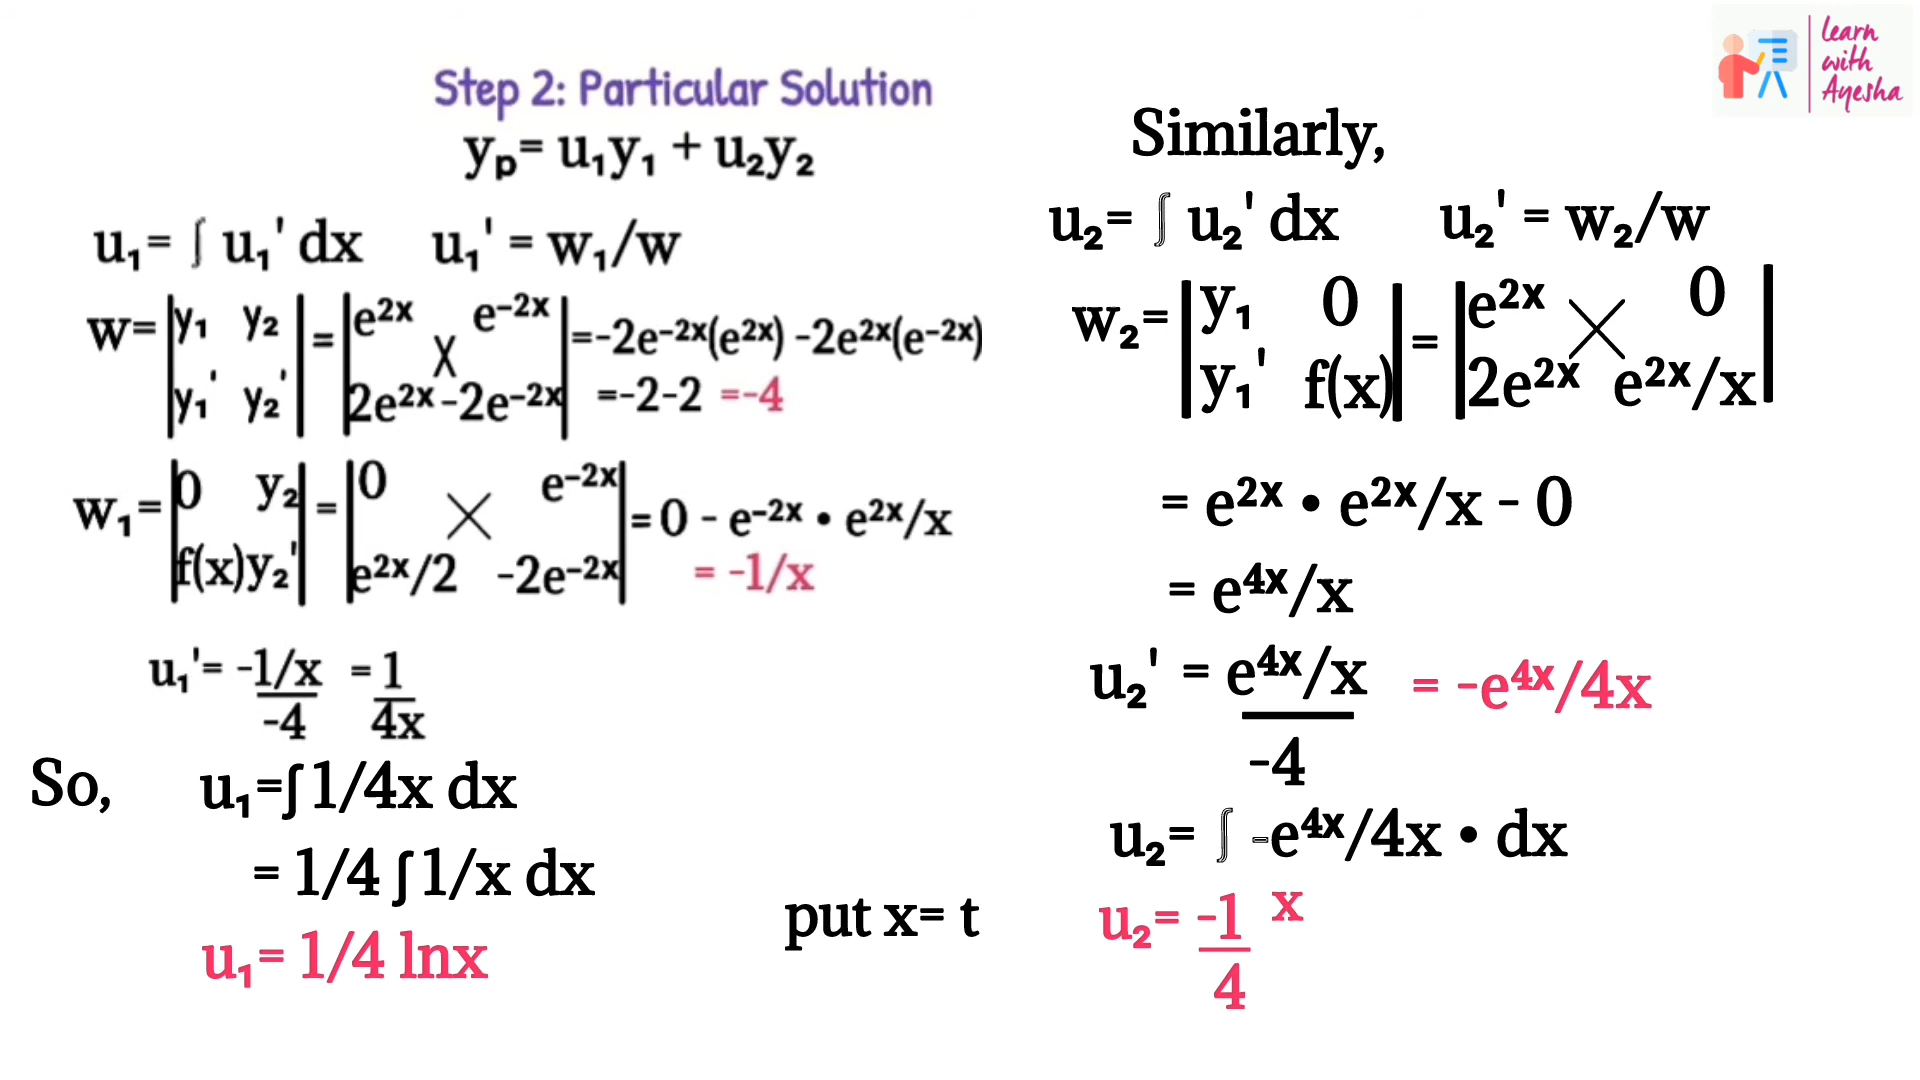 learn
with
Ayesha
Step 2: Particular Solution
yₚ= u₁y₁ + u₂y₂
u₁= ∫ u₁' dx u₁' = w₁/w
w= |y₁ y₂| = |e²ˣ e⁻²ˣ| =-2e⁻²ˣ(e²ˣ) -2e²ˣ(e⁻²ˣ)
|y₁' y₂'| |2e²ˣ -2e⁻²ˣ| =-2-2 =-4
w₁= |0 y₂| = |0 e⁻²ˣ| = 0 - e⁻²ˣ • e²ˣ/x
|f(x) y₂'| |e²ˣ/2 -2e⁻²ˣ| = -1/x
u₁'= -1/x = 1
-4 4x
So, u₁=∫1/4x dx
= 1/4 ∫1/x dx
u₁= 1/4 lnx
Similarly,
u₂= ∫ u₂' dx u₂' = w₂/w
w₂= |y₁ 0| = |e²ˣ 0|
|y₁' f(x)| |2e²ˣ e²ˣ/x|
= e²ˣ • e²ˣ/x - 0
= e⁴ˣ/x
u₂' = e⁴ˣ/x = -e⁴ˣ/4x
-4
u₂= ∫ -e⁴ˣ/4x • dx
put x= t u₂= -1 x
4